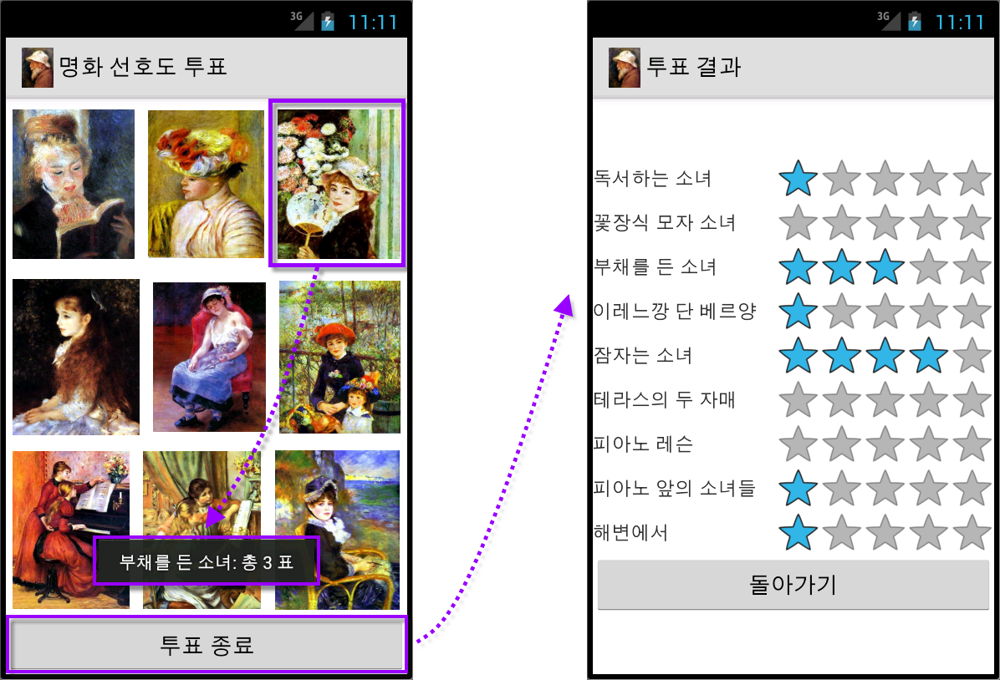 3G 11:11
명화 선호도 투표
부채를 든 소녀: 총 3 표
투표 종료
3G 11:11
투표 결과
독서하는 소녀
꽃장식 모자 소녀
부채를 든 소녀
이레느깡 단 베르양
잠자는 소녀
테라스의 두 자매
피아노 레슨
피아노 앞의 소녀들
해변에서
돌아가기